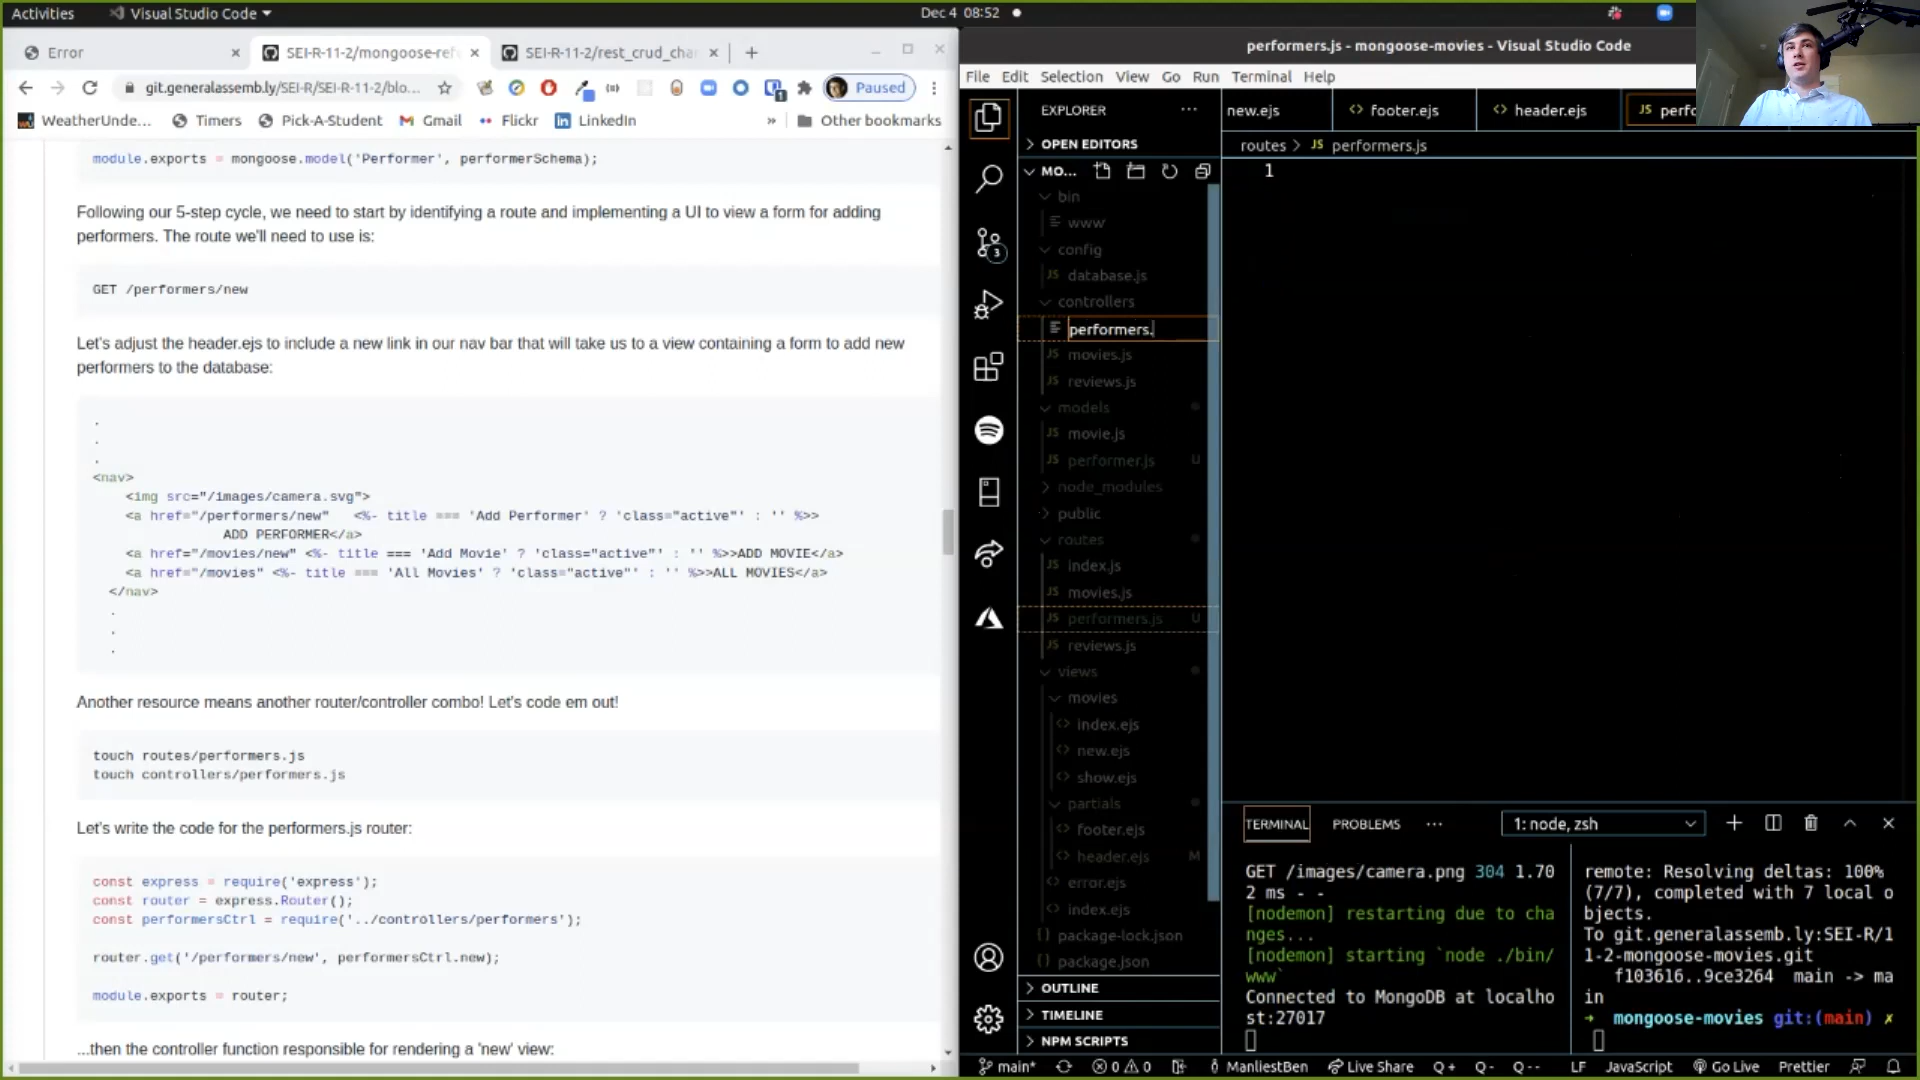 Activities
Visual Studio Code
Dec 4 08:52
Error
SEI-R-11-2/mongoose-ref
SEI-R-11-2/rest_crud_cha
git.generalassemb.ly/SEI-R/SEI-R-11-2/blo...
Paused
WeatherUnde...
Timers
Pick-A-Student
Gmail
Flickr
LinkedIn
»
Other bookmarks
module.exports = mongoose.model('Performer', performerSchema);
Following our 5-step cycle, we need to start by identifying a route and implementing a UI to view a form for adding
performers. The route we'll need to use is:
GET /performers/new
Let's adjust the header.ejs to include a new link in our nav bar that will take us to a view containing a form to add new
performers to the database:
.
.
.
<nav>
<img src="/images/camera.svg">
<a href="/performers/new" <%- title === 'Add Performer' ? 'class="active"' : '' %>>
ADD PERFORMER</a>
<a href="/movies/new" <%- title === 'Add Movie' ? 'class="active"' : '' %>>ADD MOVIE</a>
<a href="/movies" <%- title === 'All Movies' ? 'class="active"' : '' %>>ALL MOVIES</a>
</nav>
.
.
.
Another resource means another router/controller combo! Let's code em out!
touch routes/performers.js
touch controllers/performers.js
Let's write the code for the performers.js router:
const express = require('express');
const router = express.Router();
const performersCtrl = require('../controllers/performers');
router.get('/performers/new', performersCtrl.new);
module.exports = router;
...then the controller function responsible for rendering a 'new' view:
performers.js - mongoose-movies - Visual Studio Code
File Edit Selection View Go Run Terminal Help
EXPLORER
new.ejs
footer.ejs
header.ejs
JS perfo
OPEN EDITORS
routes > JS performers.js
MO...
1
bin
www
config
JS database.js
controllers
performers.
JS movies.js
JS reviews.js
models
JS movie.js
JS performer.js U
node_modules
public
routes
JS index.js
JS movies.js
JS performers.js U
JS reviews.js
views
movies
index.ejs
new.ejs
show.ejs
partials
footer.ejs
header.ejs M
error.ejs
index.ejs
package-lock.json
package.json
OUTLINE
TIMELINE
NPM SCRIPTS
3
TERMINAL
PROBLEMS
1: node, zsh
GET /images/camera.png 304 1.70
2 ms - -
[nodemon] restarting due to cha
nges...
[nodemon] starting `node ./bin/
www`
Connected to MongoDB at localho
st:27017
remote: Resolving deltas: 100%
(7/7), completed with 7 local o
bjects.
To git.generalassemb.ly:SEI-R/1
1-2-mongoose-movies.git
f103616..9ce3264 main -> ma
in
→ mongoose-movies git:(main) ✗
main*
0 0
ManliestBen
Live Share
Q+
Q-
Q--
LF
JavaScript
Go Live
Prettier